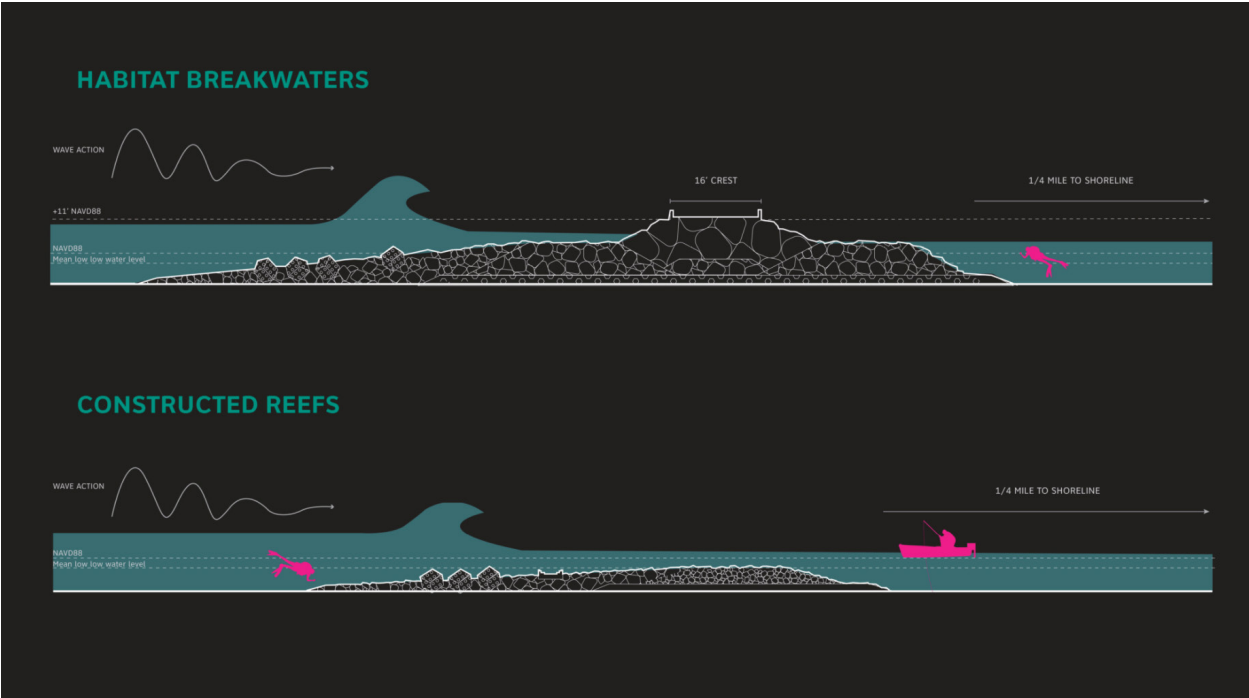 HABITAT BREAKWATERS
WAVE ACTION
16' CREST
1/4 MILE TO SHORELINE
+11' NAVD88
NAVD88
Mean low low water level
CONSTRUCTED REEFS
WAVE ACTION
1/4 MILE TO SHORELINE
NAVD88
Mean low low water level